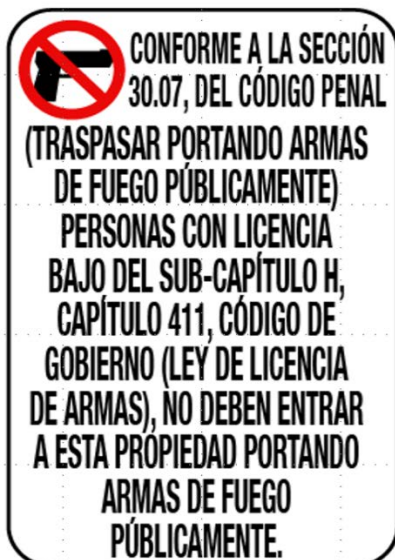 CONFORME A LA SECCIÓN
30.07, DEL CÓDIGO PENAL
(TRASPASAR PORTANDO ARMAS
DE FUEGO PÚBLICAMENTE)
PERSONAS CON LICENCIA
BAJO DEL SUB-CAPÍTULO H,
CAPÍTULO 411, CÓDIGO DE
GOBIERNO (LEY DE LICENCIA
DE ARMAS), NO DEBEN ENTRAR
A ESTA PROPIEDAD PORTANDO
ARMAS DE FUEGO
PÚBLICAMENTE.